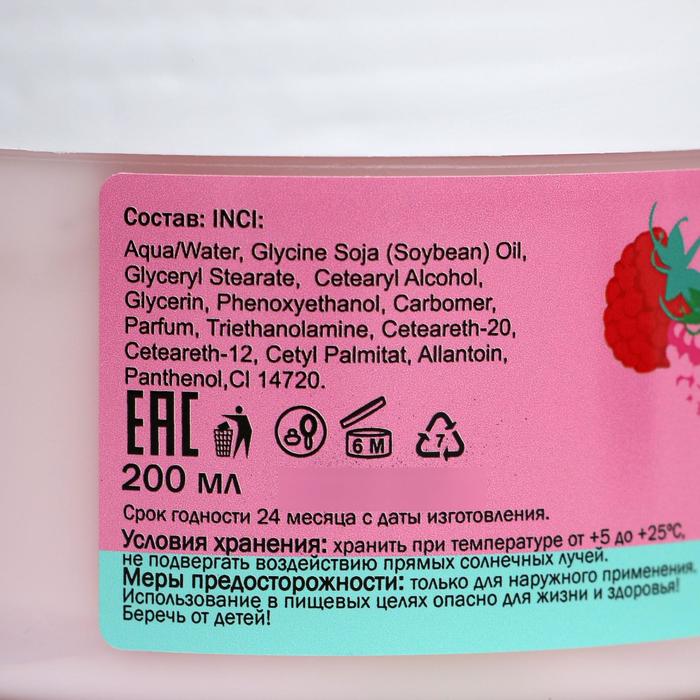 Состав: INCI:
Aqua/Water, Glycine Soja (Soybean) Oil,
Glyceryl Stearate, Cetearyl Alcohol,
Glycerin, Phenoxyethanol, Carbomer,
Parfum, Triethanolamine, Ceteareth-20,
Ceteareth-12, Cetyl Palmitat, Allantoin,
Panthenol,CI 14720.
EAC 6 M 7
200 мл
Срок годности 24 месяца с даты изготовления.
Условия хранения: хранить при температуре от +5 до +25°С,
не подвергать воздействию прямых солнечных лучей.
Меры предосторожности: только для наружного применения.
Использование в пищевых целях опасно для жизни и здоровья!
Беречь от детей!